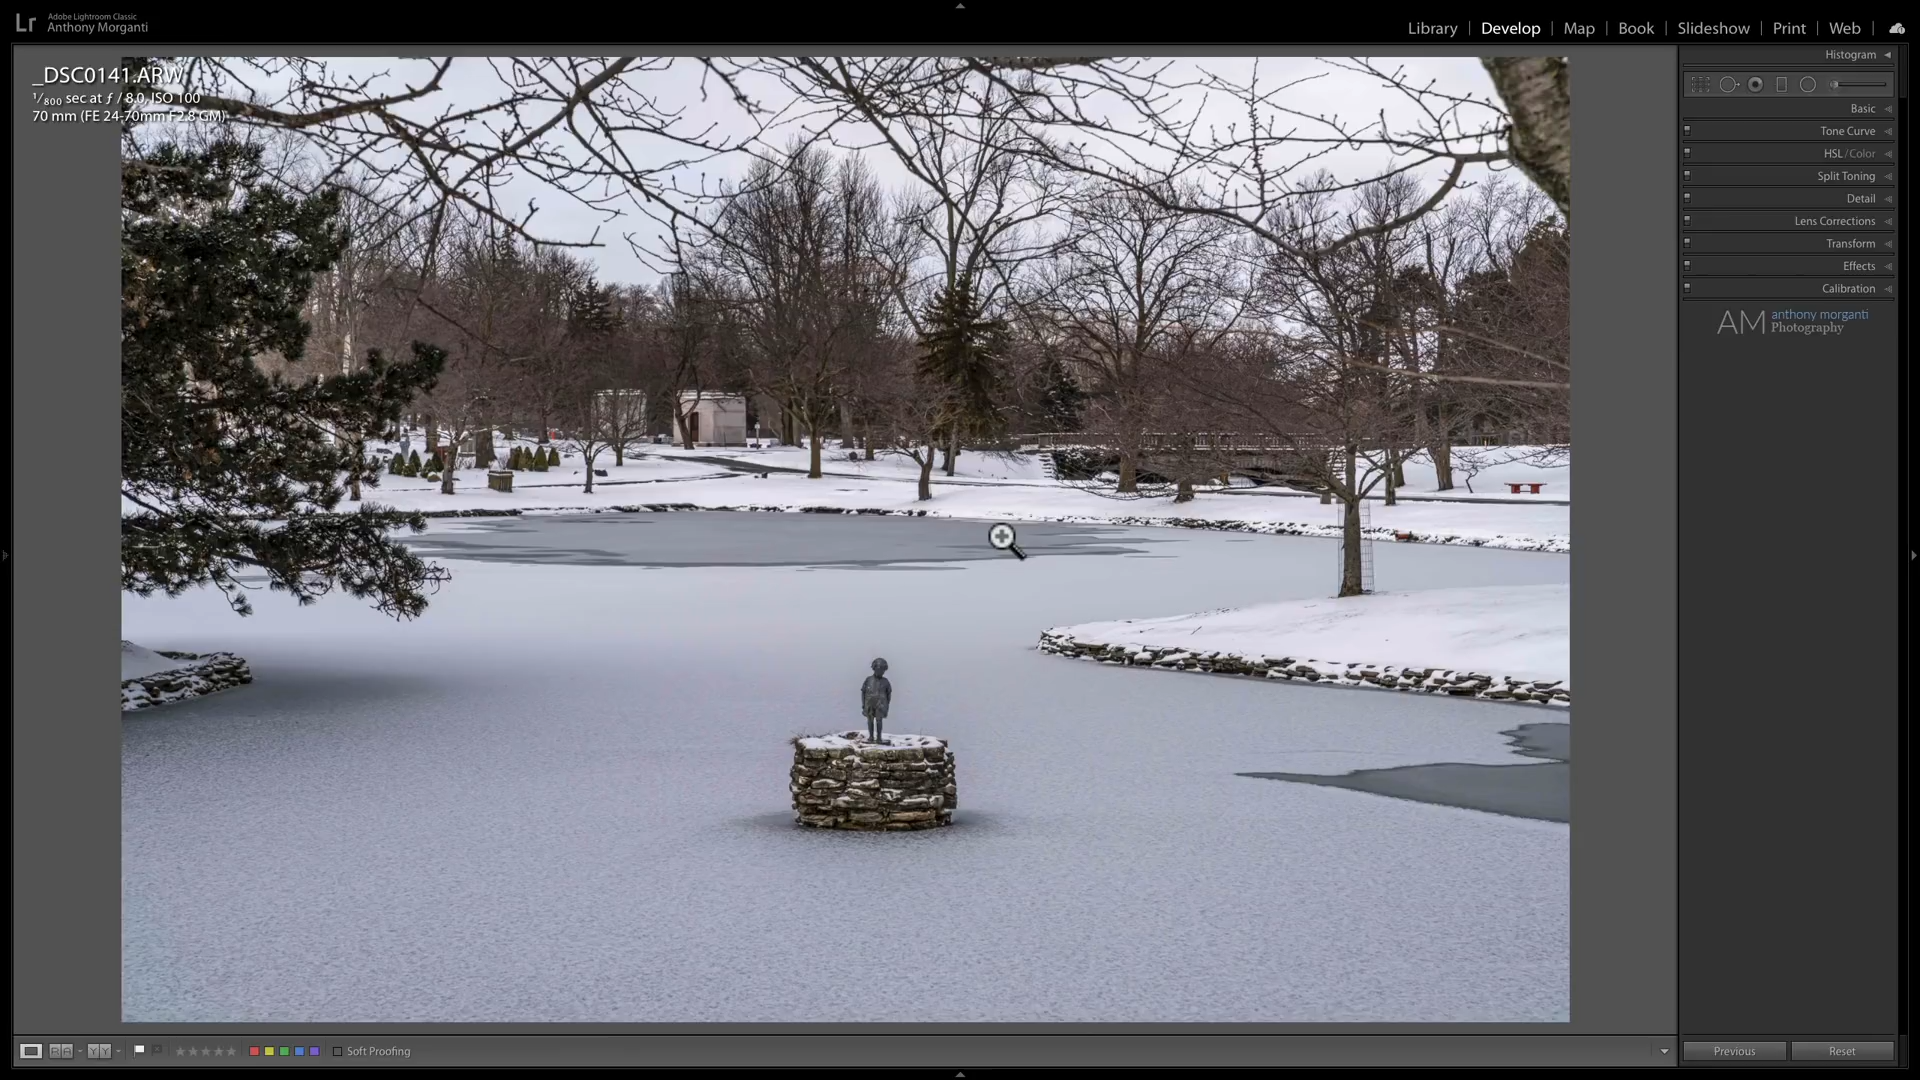 Lr
Adobe Lightroom Classic
Anthony Morganti
Library | Develop | Map | Book | Slideshow | Print | Web
_DSC0141.ARW
1/800 sec at ƒ / 8.0, ISO 100
70 mm (FE 24-70mm F2.8 GM)
Histogram
Basic
Tone Curve
HSL / Color
Split Toning
Detail
Lens Corrections
Transform
Effects
Calibration
AM anthony morganti
Photography
R A
Y Y
Soft Proofing
Previous
Reset